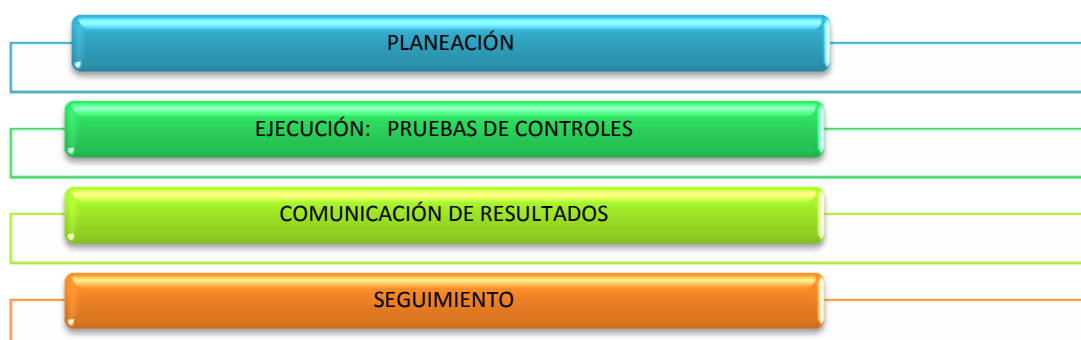 PLANEACIÓN
EJECUCIÓN: PRUEBAS DE CONTROLES
COMUNICACIÓN DE RESULTADOS
SEGUIMIENTO